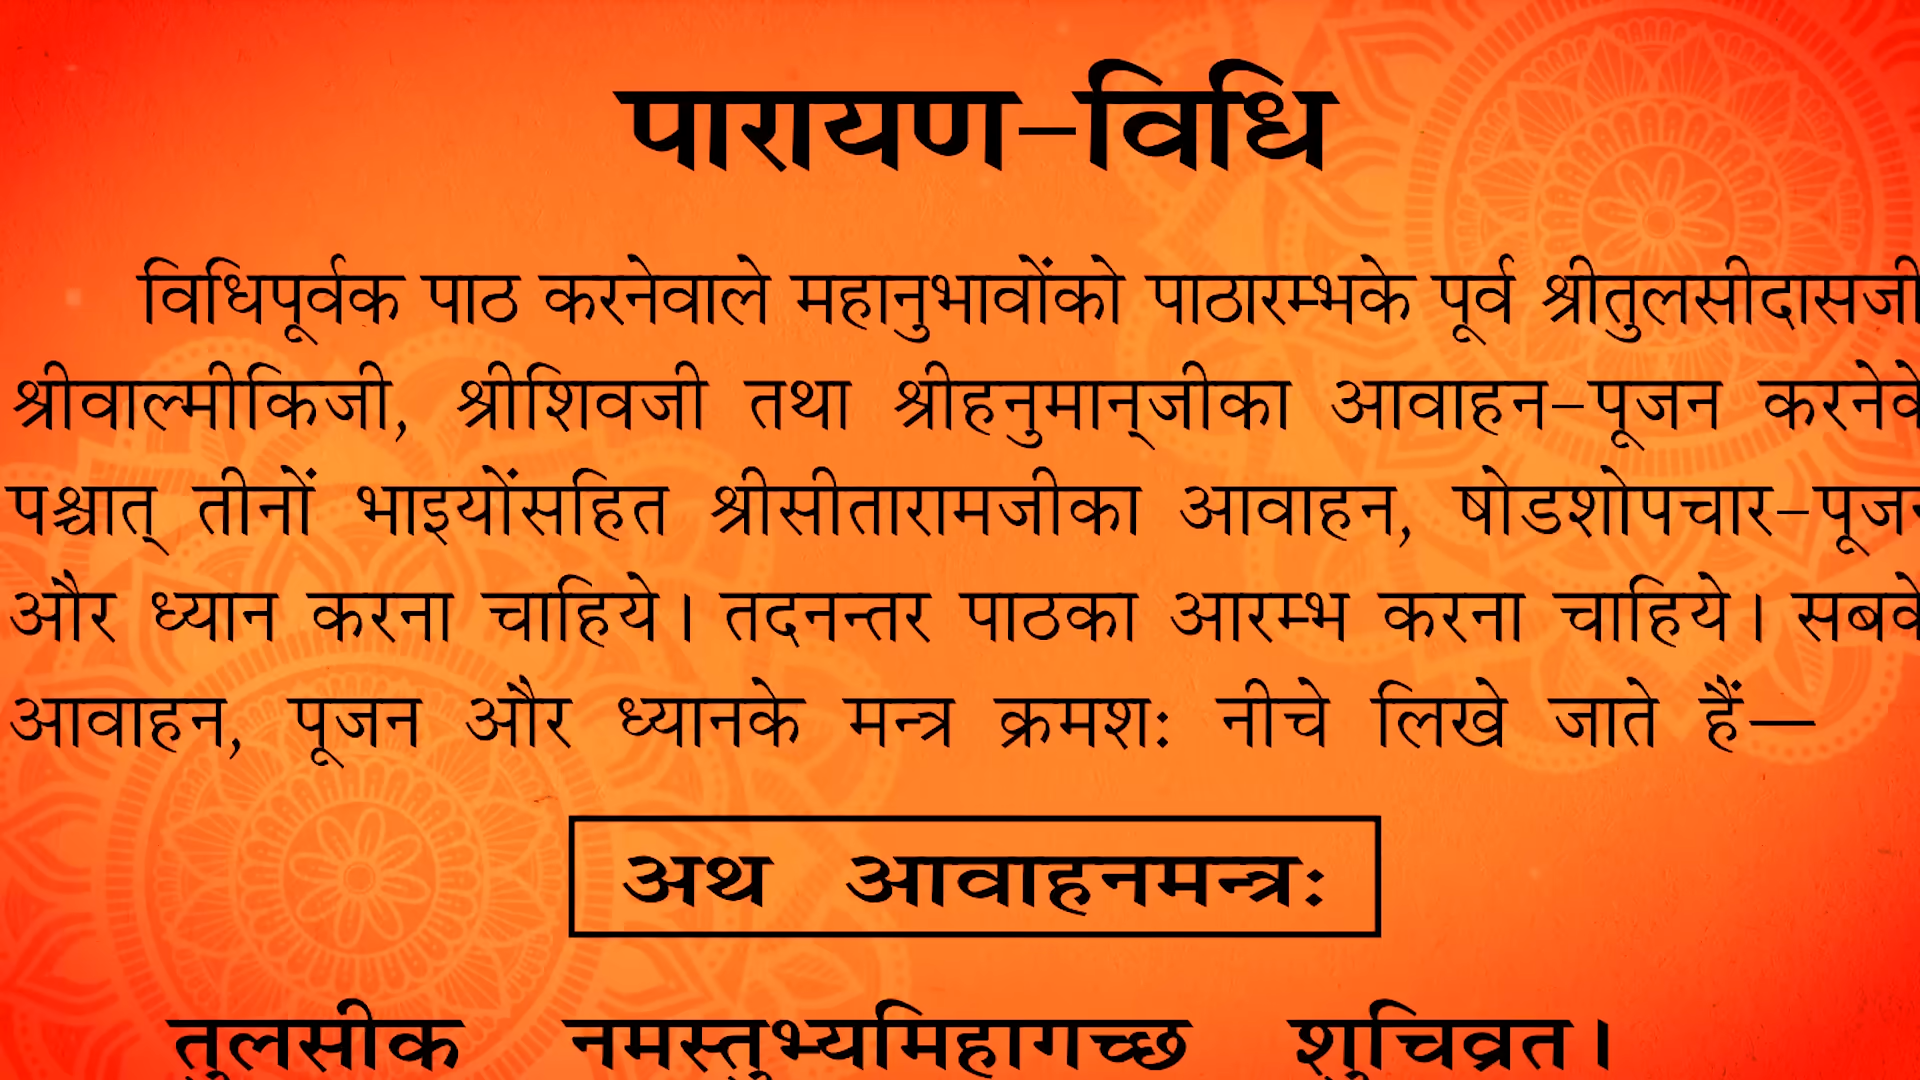 पारायण-विधि
विधिपूर्वक पाठ करनेवाले महानुभावोंको पाठारम्भके पूर्व श्रीतुलसीदासजी
श्रीवाल्मीकिजी, श्रीशिवजी तथा श्रीहनुमान्‌जीका आवाहन-पूजन करनेके
पश्चात् तीनों भाइयोंसहित श्रीसीतारामजीका आवाहन, षोडशोपचार-पूजन
और ध्यान करना चाहिये। तदनन्तर पाठका आरम्भ करना चाहिये। सबके
आवाहन, पूजन और ध्यानके मन्त्र क्रमशः नीचे लिखे जाते हैं—
अथ आवाहनमन्त्रः
तुलसीक नमस्तुभ्यमिहागच्छ शुचिव्रत।